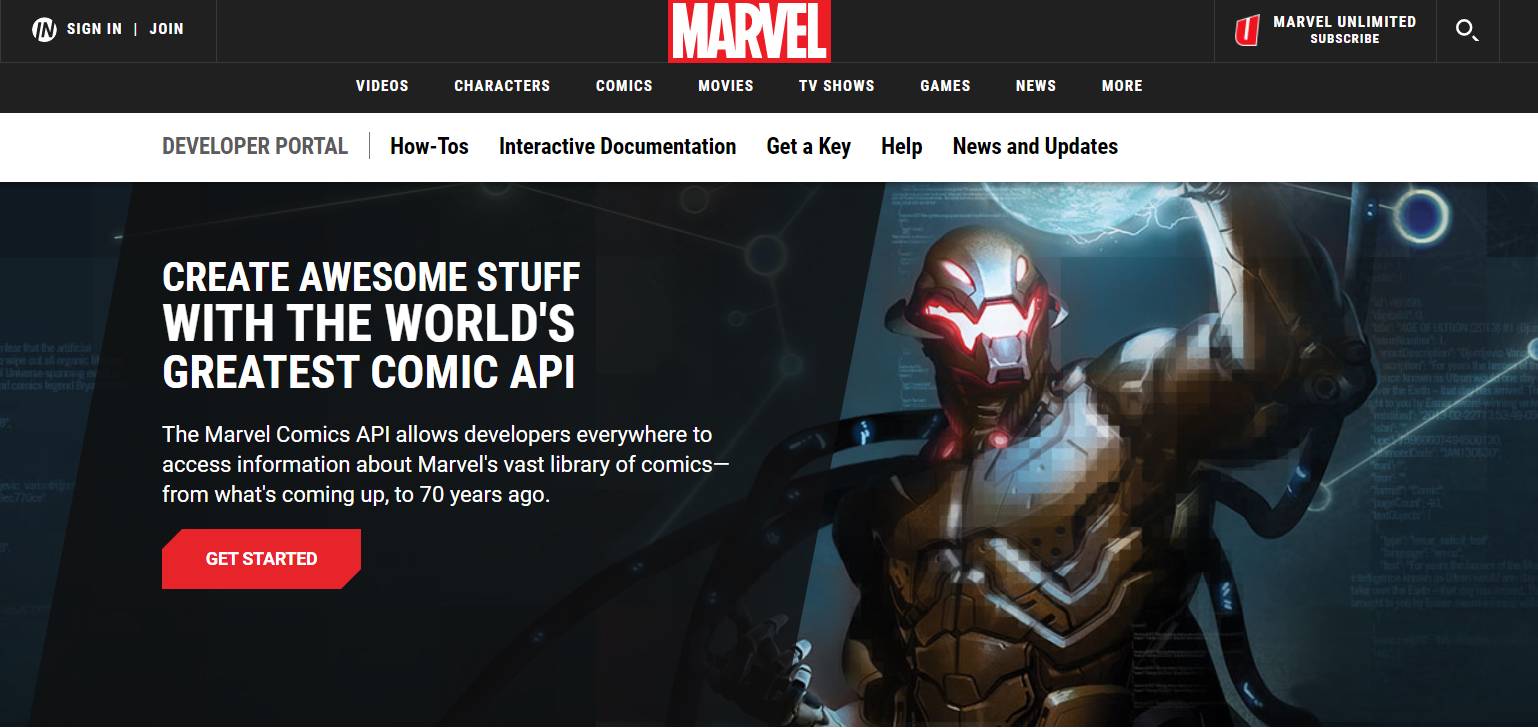 IN SIGN IN | JOIN
MARVEL
U MARVEL UNLIMITED
SUBSCRIBE
VIDEOS CHARACTERS COMICS MOVIES TV SHOWS GAMES NEWS MORE
DEVELOPER PORTAL | How-Tos Interactive Documentation Get a Key Help News and Updates
CREATE AWESOME STUFF
WITH THE WORLD'S
GREATEST COMIC API
The Marvel Comics API allows developers everywhere to
access information about Marvel's vast library of comics—
from what's coming up, to 70 years ago.
GET STARTED